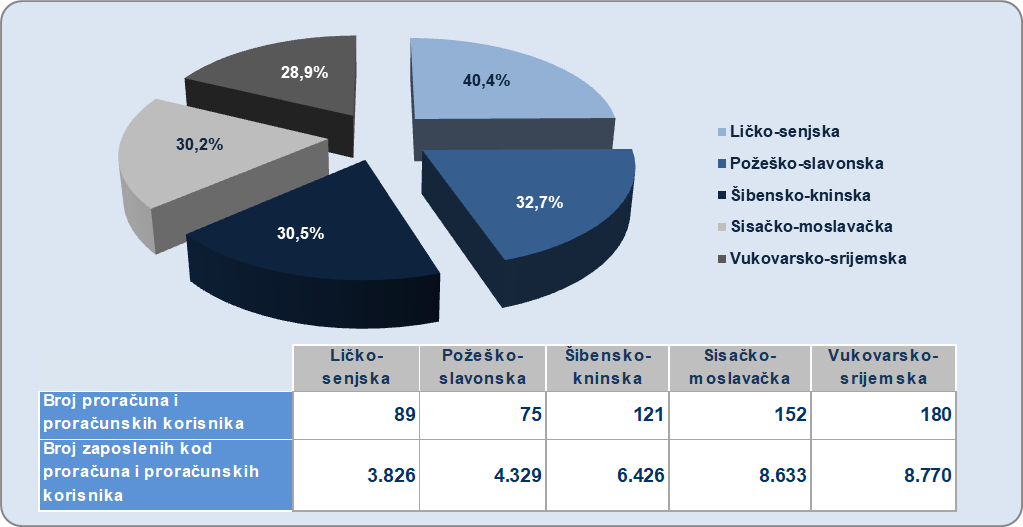 28,9%
40,4%
30,2%
32,7%
30,5%
Ličko-senjska
Požeško-slavonska
Šibensko-kninska
Sisačko-moslavačka
Vukovarsko-srijemska
Ličko-
senjska
Požeško-
slavonska
Šibensko-
kninska
Sisačko-
moslavačka
Vukovarsko-
srijemska
Broj proračuna i
proračunskih korisnika
89
75
121
152
180
Broj zaposlenih kod
proračuna i proračunskih
korisnika
3.826
4.329
6.426
8.633
8.770